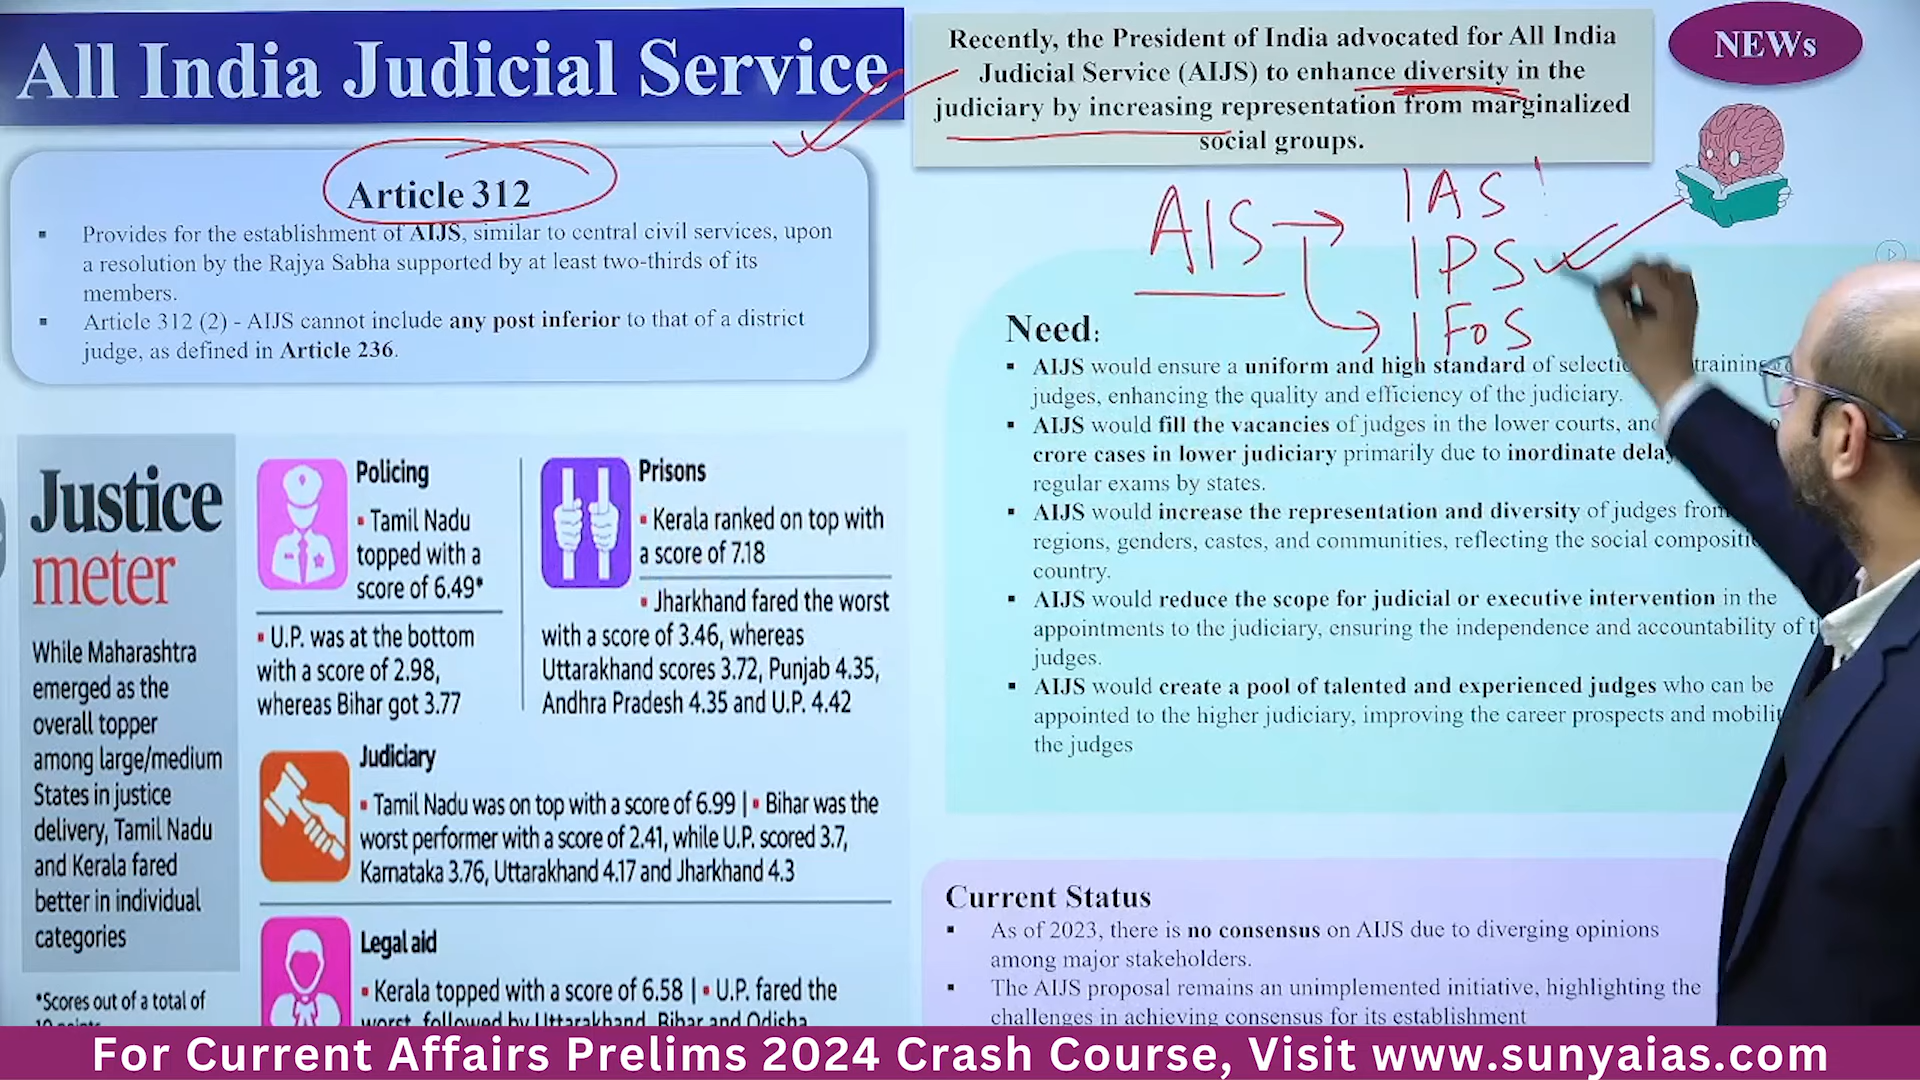 All India Judicial Service
Recently, the President of India advocated for All India
Judicial Service (AIJS) to enhance diversity in the
judiciary by increasing representation from marginalized
social groups.
NEWs
Article 312
▪ Provides for the establishment of AIJS, similar to central civil services, upon
a resolution by the Rajya Sabha supported by at least two-thirds of its
members.
▪ Article 312 (2) - AIJS cannot include any post inferior to that of a district
judge, as defined in Article 236.
AIS
IAS
IPS
IFoS
Justice
meter
While Maharashtra
emerged as the
overall topper
among large/medium
States in justice
delivery, Tamil Nadu
and Kerala fared
better in individual
categories
*Scores out of a total of
10 points
Policing
▪ Tamil Nadu
topped with a
score of 6.49*
▪ U.P. was at the bottom
with a score of 2.98,
whereas Bihar got 3.77
Prisons
▪ Kerala ranked on top with
a score of 7.18
▪ Jharkhand fared the worst
with a score of 3.46, whereas
Uttarakhand scores 3.72, Punjab 4.35,
Andhra Pradesh 4.35 and U.P. 4.42
Judiciary
▪ Tamil Nadu was on top with a score of 6.99 | ▪ Bihar was the
worst performer with a score of 2.41, while U.P. scored 3.7,
Karnataka 3.76, Uttarakhand 4.17 and Jharkhand 4.3
Legal aid
▪ Kerala topped with a score of 6.58 | ▪ U.P. fared the
worst, followed by Uttarakhand, Bihar and Odisha
Need:
▪ AIJS would ensure a uniform and high standard of training
judges, enhancing the quality and efficiency of the judiciary.
▪ AIJS would fill the vacancies of judges in the lower courts,
crore cases in lower judiciary primarily due to inordinate
regular exams by states.
▪ AIJS would increase the representation and diversity of judges from
regions, genders, castes, and communities, reflecting the social
country.
▪ AIJS would reduce the scope for judicial or executive intervention in the
appointments to the judiciary, ensuring the independence and accountability of
judges.
▪ AIJS would create a pool of talented and experienced judges who can be
appointed to the higher judiciary, improving the career prospects and
the judges
Current Status
▪ As of 2023, there is no consensus on AIJS due to diverging opinions
among major stakeholders.
▪ The AIJS proposal remains an unimplemented initiative, highlighting the
challenges in achieving consensus for its establishment
For Current Affairs Prelims 2024 Crash Course, Visit www.sunyaias.com